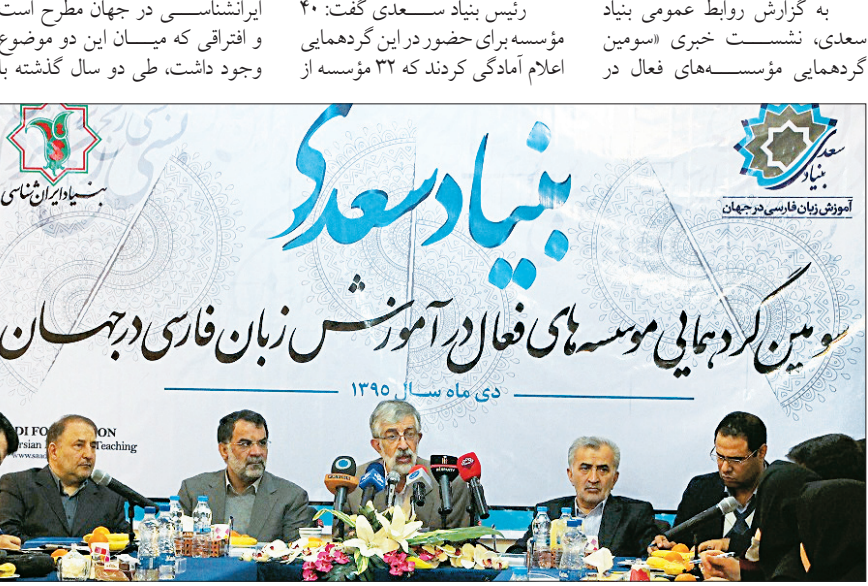 به گزارش روابط عمومی بنیاد
سعدی، نشست خبری «سومین
گردهمایی مؤسسه‌های فعال در
رئیس بنیاد سعدی گفت: ۴۰
مؤسسه برای حضور در این گردهمایی
اعلام آمادگی کردند که ۳۲ مؤسسه از
ایرانشناسی در جهان مطرح است
و افتراقی که میان این دو موضوع
وجود داشت، طی دو سال گذشته با
بنیاد سعدی
آموزش زبان فارسی در جهان
بنیاد ایران‌شناسی
بنیاد سعدی
سومین گردهمایی موسسه های فعال در آموزش زبان فارسی در جهان
دی ماه سال ۱۳۹۵
DI FO ON
rsian Teaching